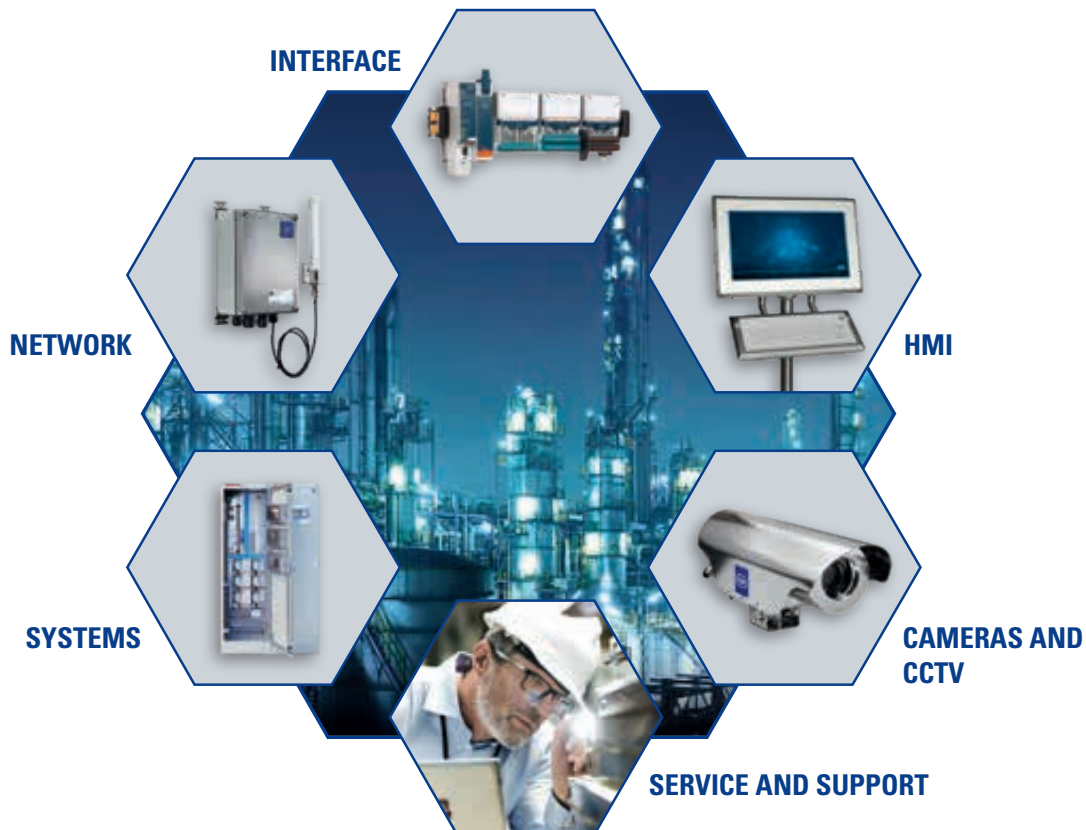 INTERFACE
NETWORK
HMI
SYSTEMS
CAMERAS AND
CCTV
SERVICE AND SUPPORT